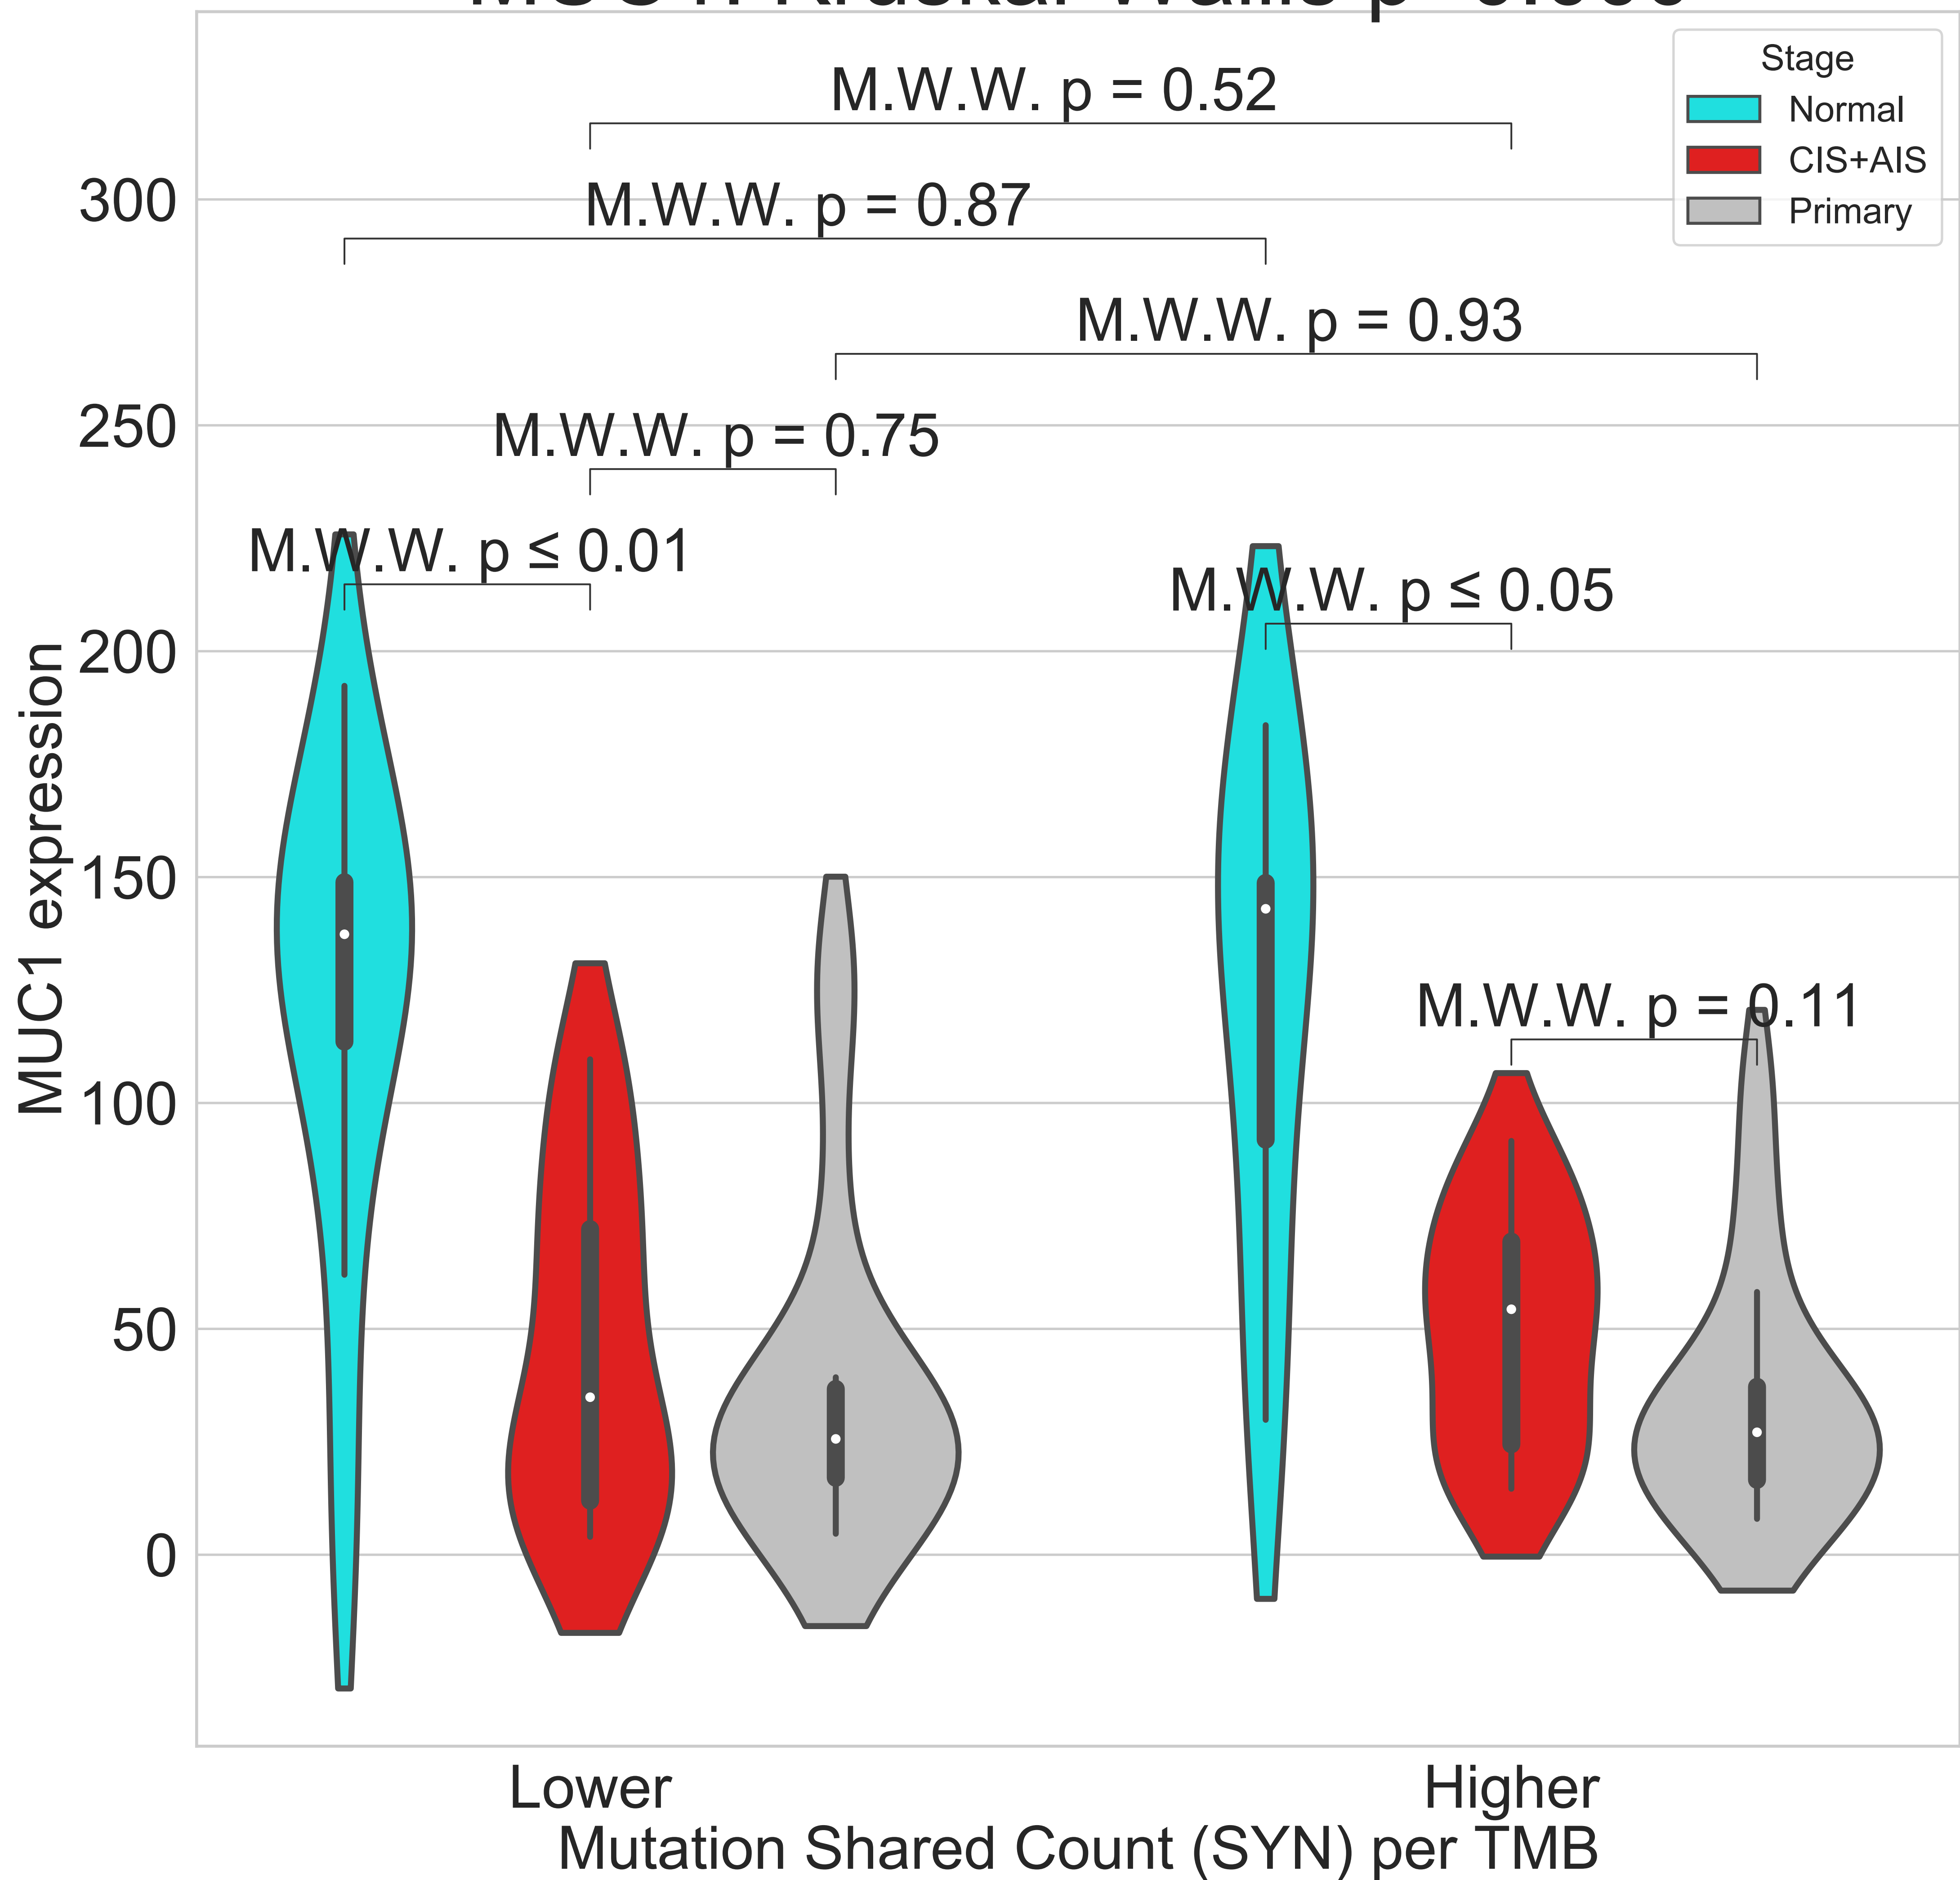 Stage
Normal
CIS+AIS
Primary
M.W.W. p = 0.52
M.W.W. p = 0.87
M.W.W. p = 0.93
M.W.W. p = 0.75
M.W.W. p ≤ 0.01
M.W.W. p ≤ 0.05
M.W.W. p = 0.11
300
250
200
150
100
50
0
MUC1 expression
Lower
Higher
Mutation Shared Count (SYN) per TMB